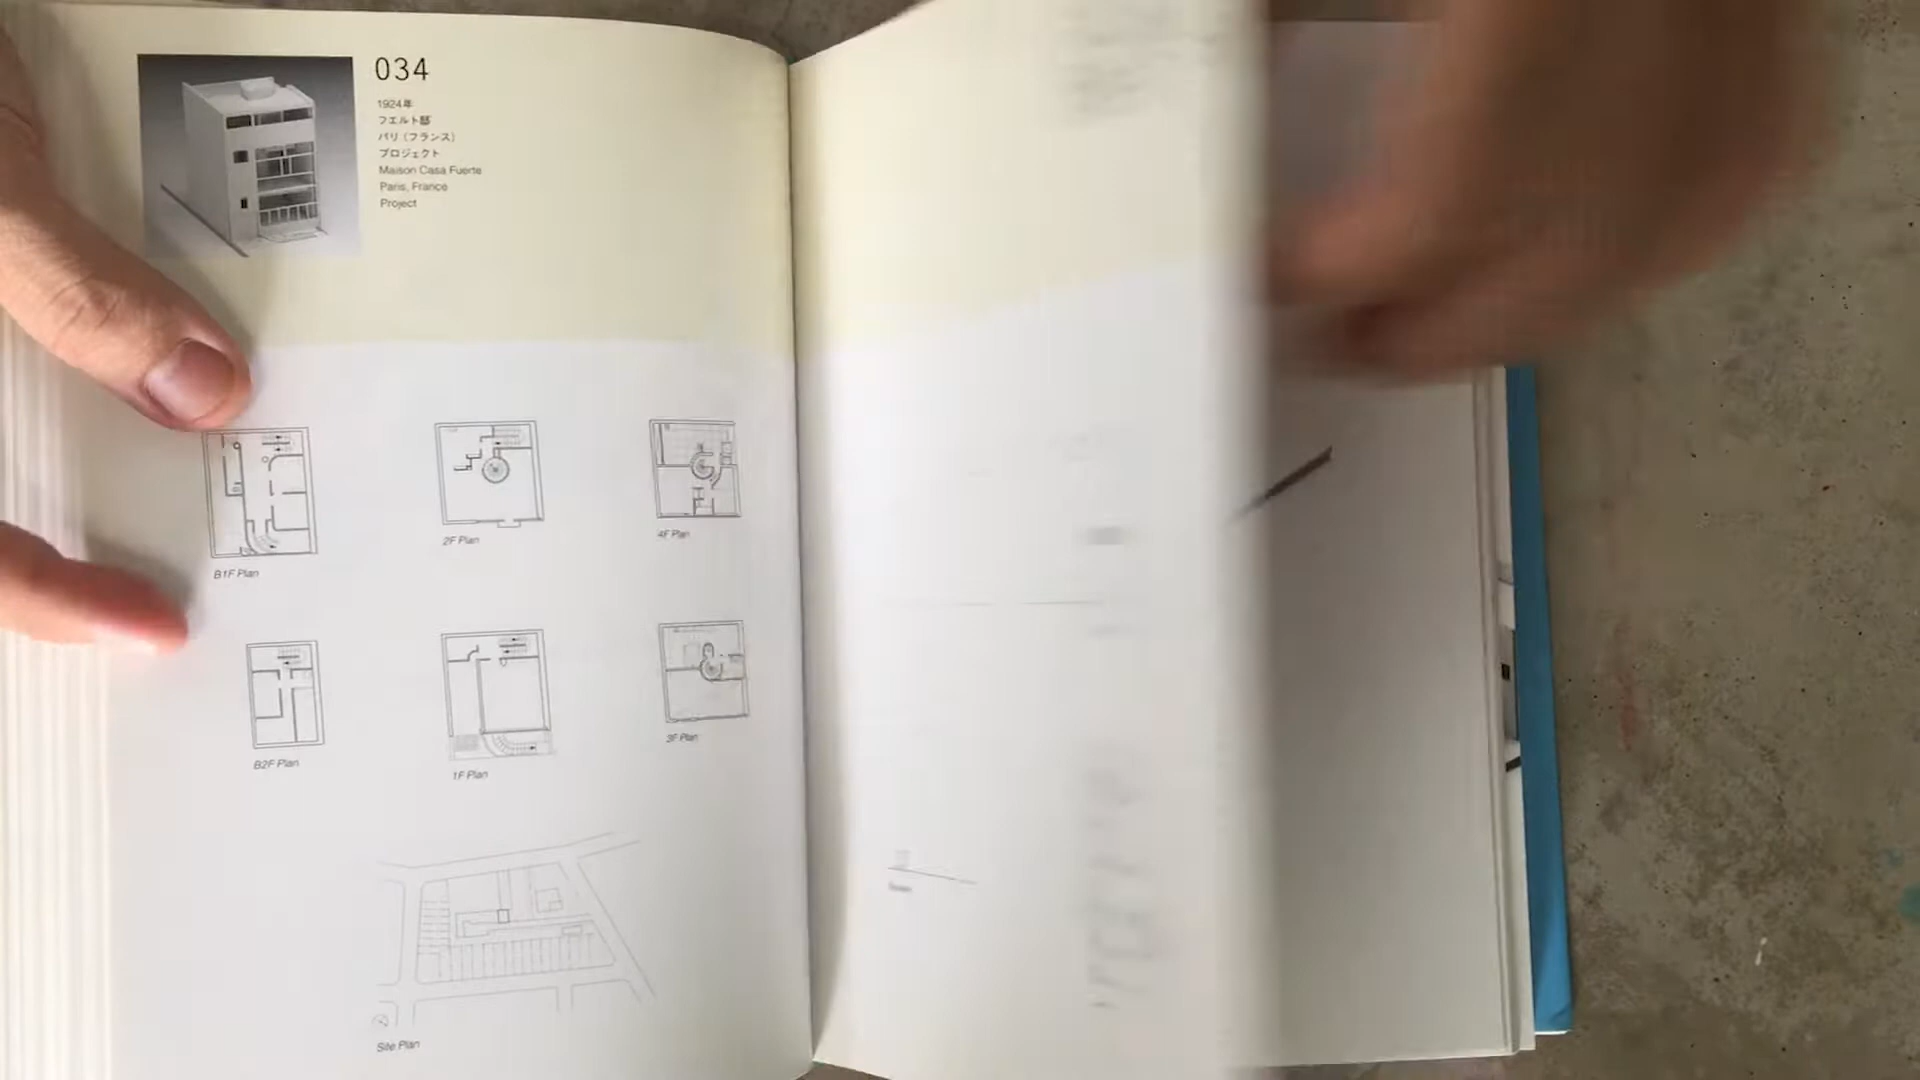 034
1924年
フエルト邸
パリ（フランス）
プロジェクト
Maison Casa Fuerte
Paris, France
Project
B1F Plan
2F Plan
4F Plan
B2F Plan
1F Plan
3F Plan
Site Plan